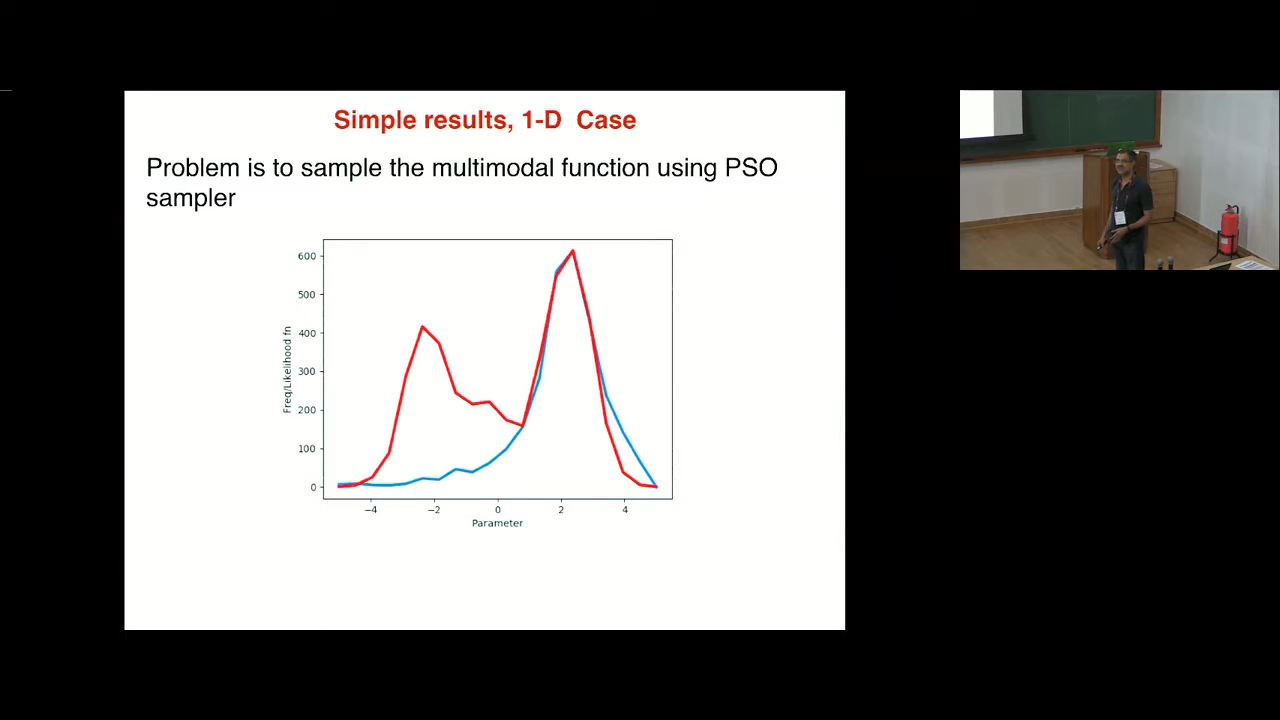 Simple results, 1-D Case
Problem is to sample the multimodal function using PSO
sampler
600
500
400
300
200
100
0
Freq/Likelihood fn
−4
−2
0
2
4
Parameter